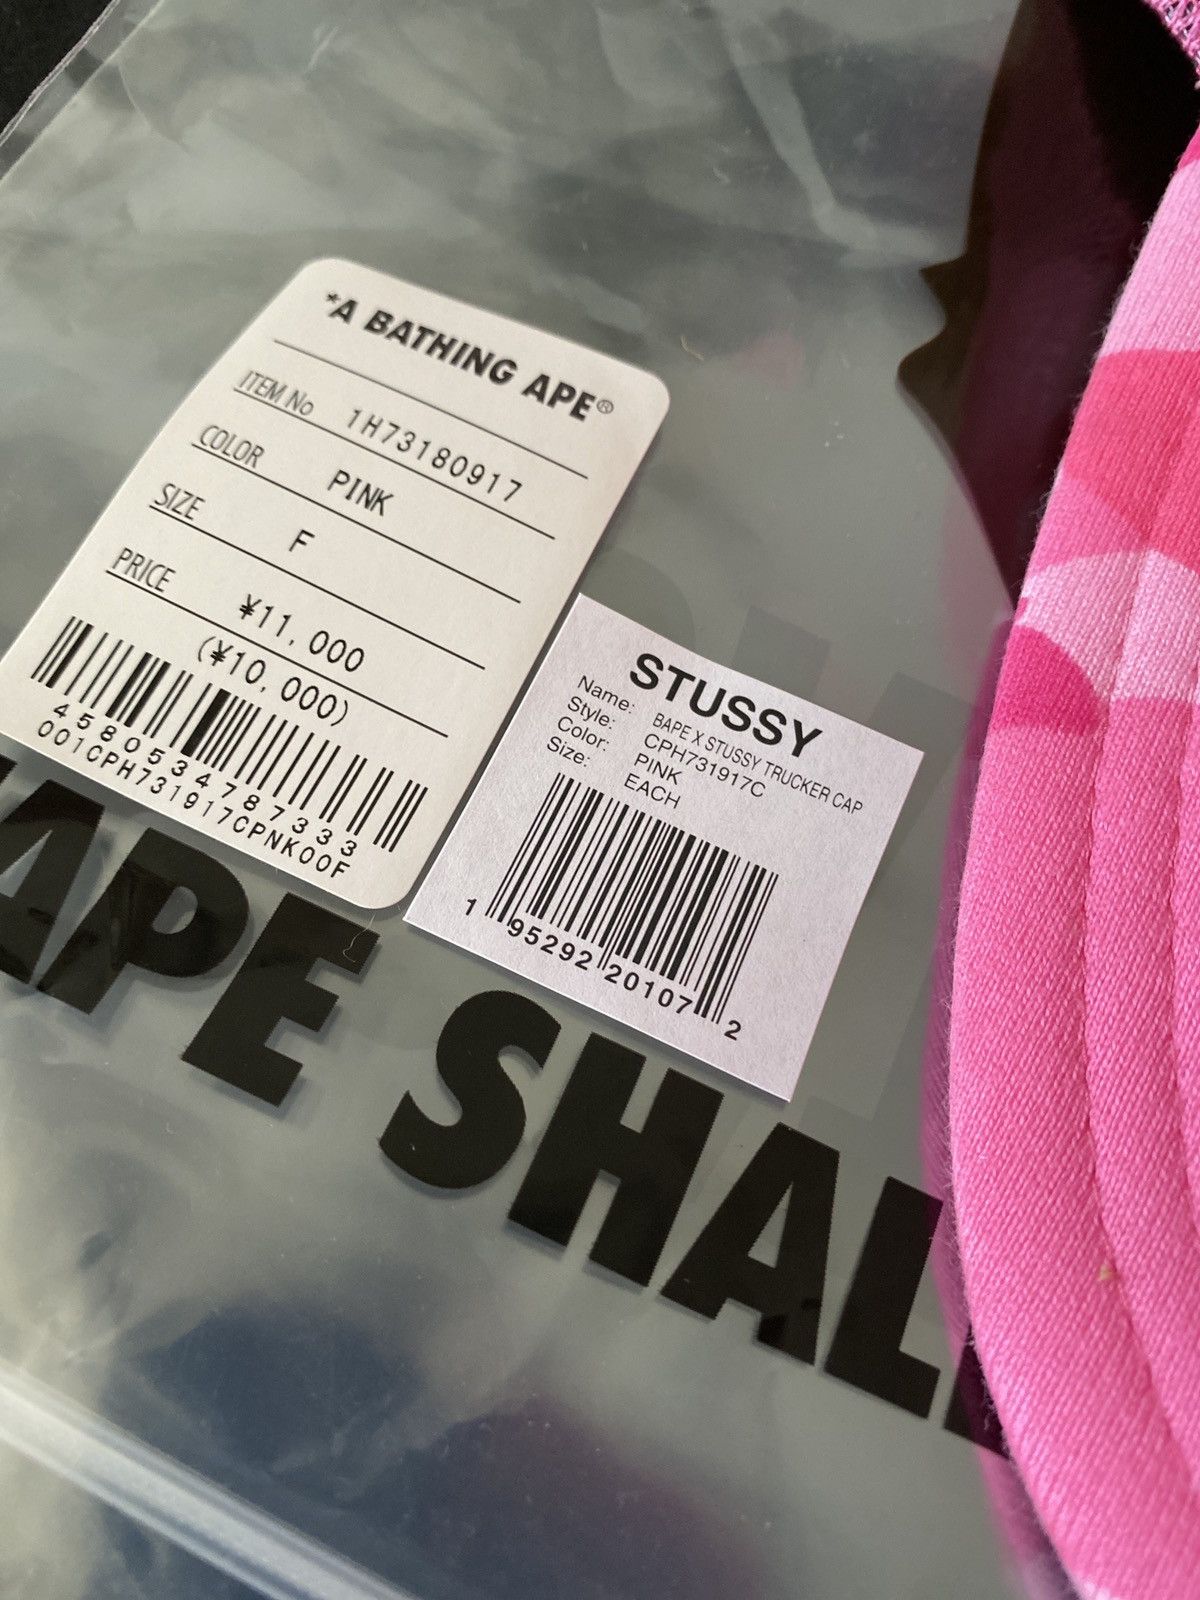 *A BATHING APE®
ITEM No 1H73180917
COLOR PINK
SIZE F
PRICE ¥11,000
(¥10,000)
4580534787333
001CPH731917CPNK00F
STUSSY
Name: BAPE X STUSSY TRUCKER CAP
Style: CPH731917C
Color: PINK
Size: EACH
1 95292 20107 2
APE SHAL